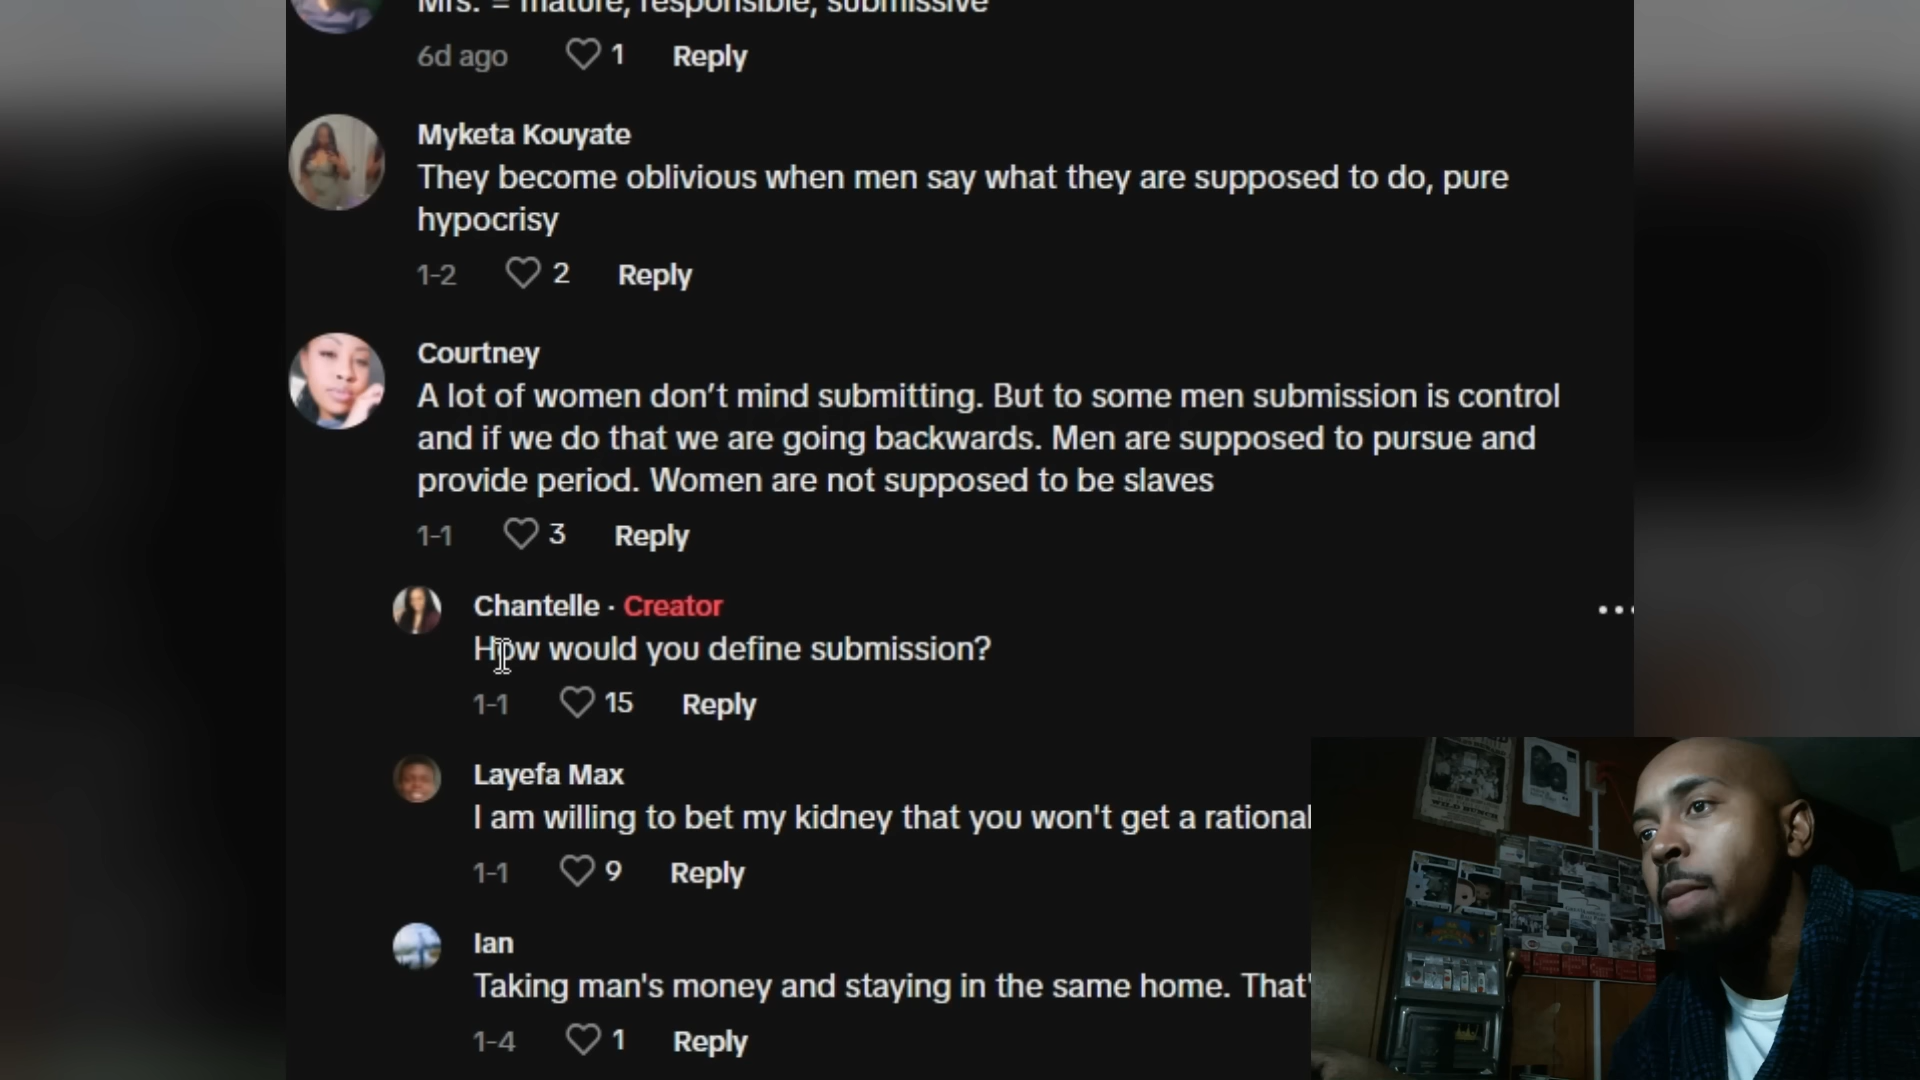 Mrs. = mature, responsible, submissive
6d ago 1 Reply
Myketa Kouyate
They become oblivious when men say what they are supposed to do, pure
hypocrisy
1-2 2 Reply
Courtney
A lot of women don’t mind submitting. But to some men submission is control
and if we do that we are going backwards. Men are supposed to pursue and
provide period. Women are not supposed to be slaves
1-1 3 Reply
Chantelle · Creator
How would you define submission?
1-1 15 Reply
Layefa Max
I am willing to bet my kidney that you won't get a rational
1-1 9 Reply
Ian
Taking man's money and staying in the same home. That'
1-4 1 Reply